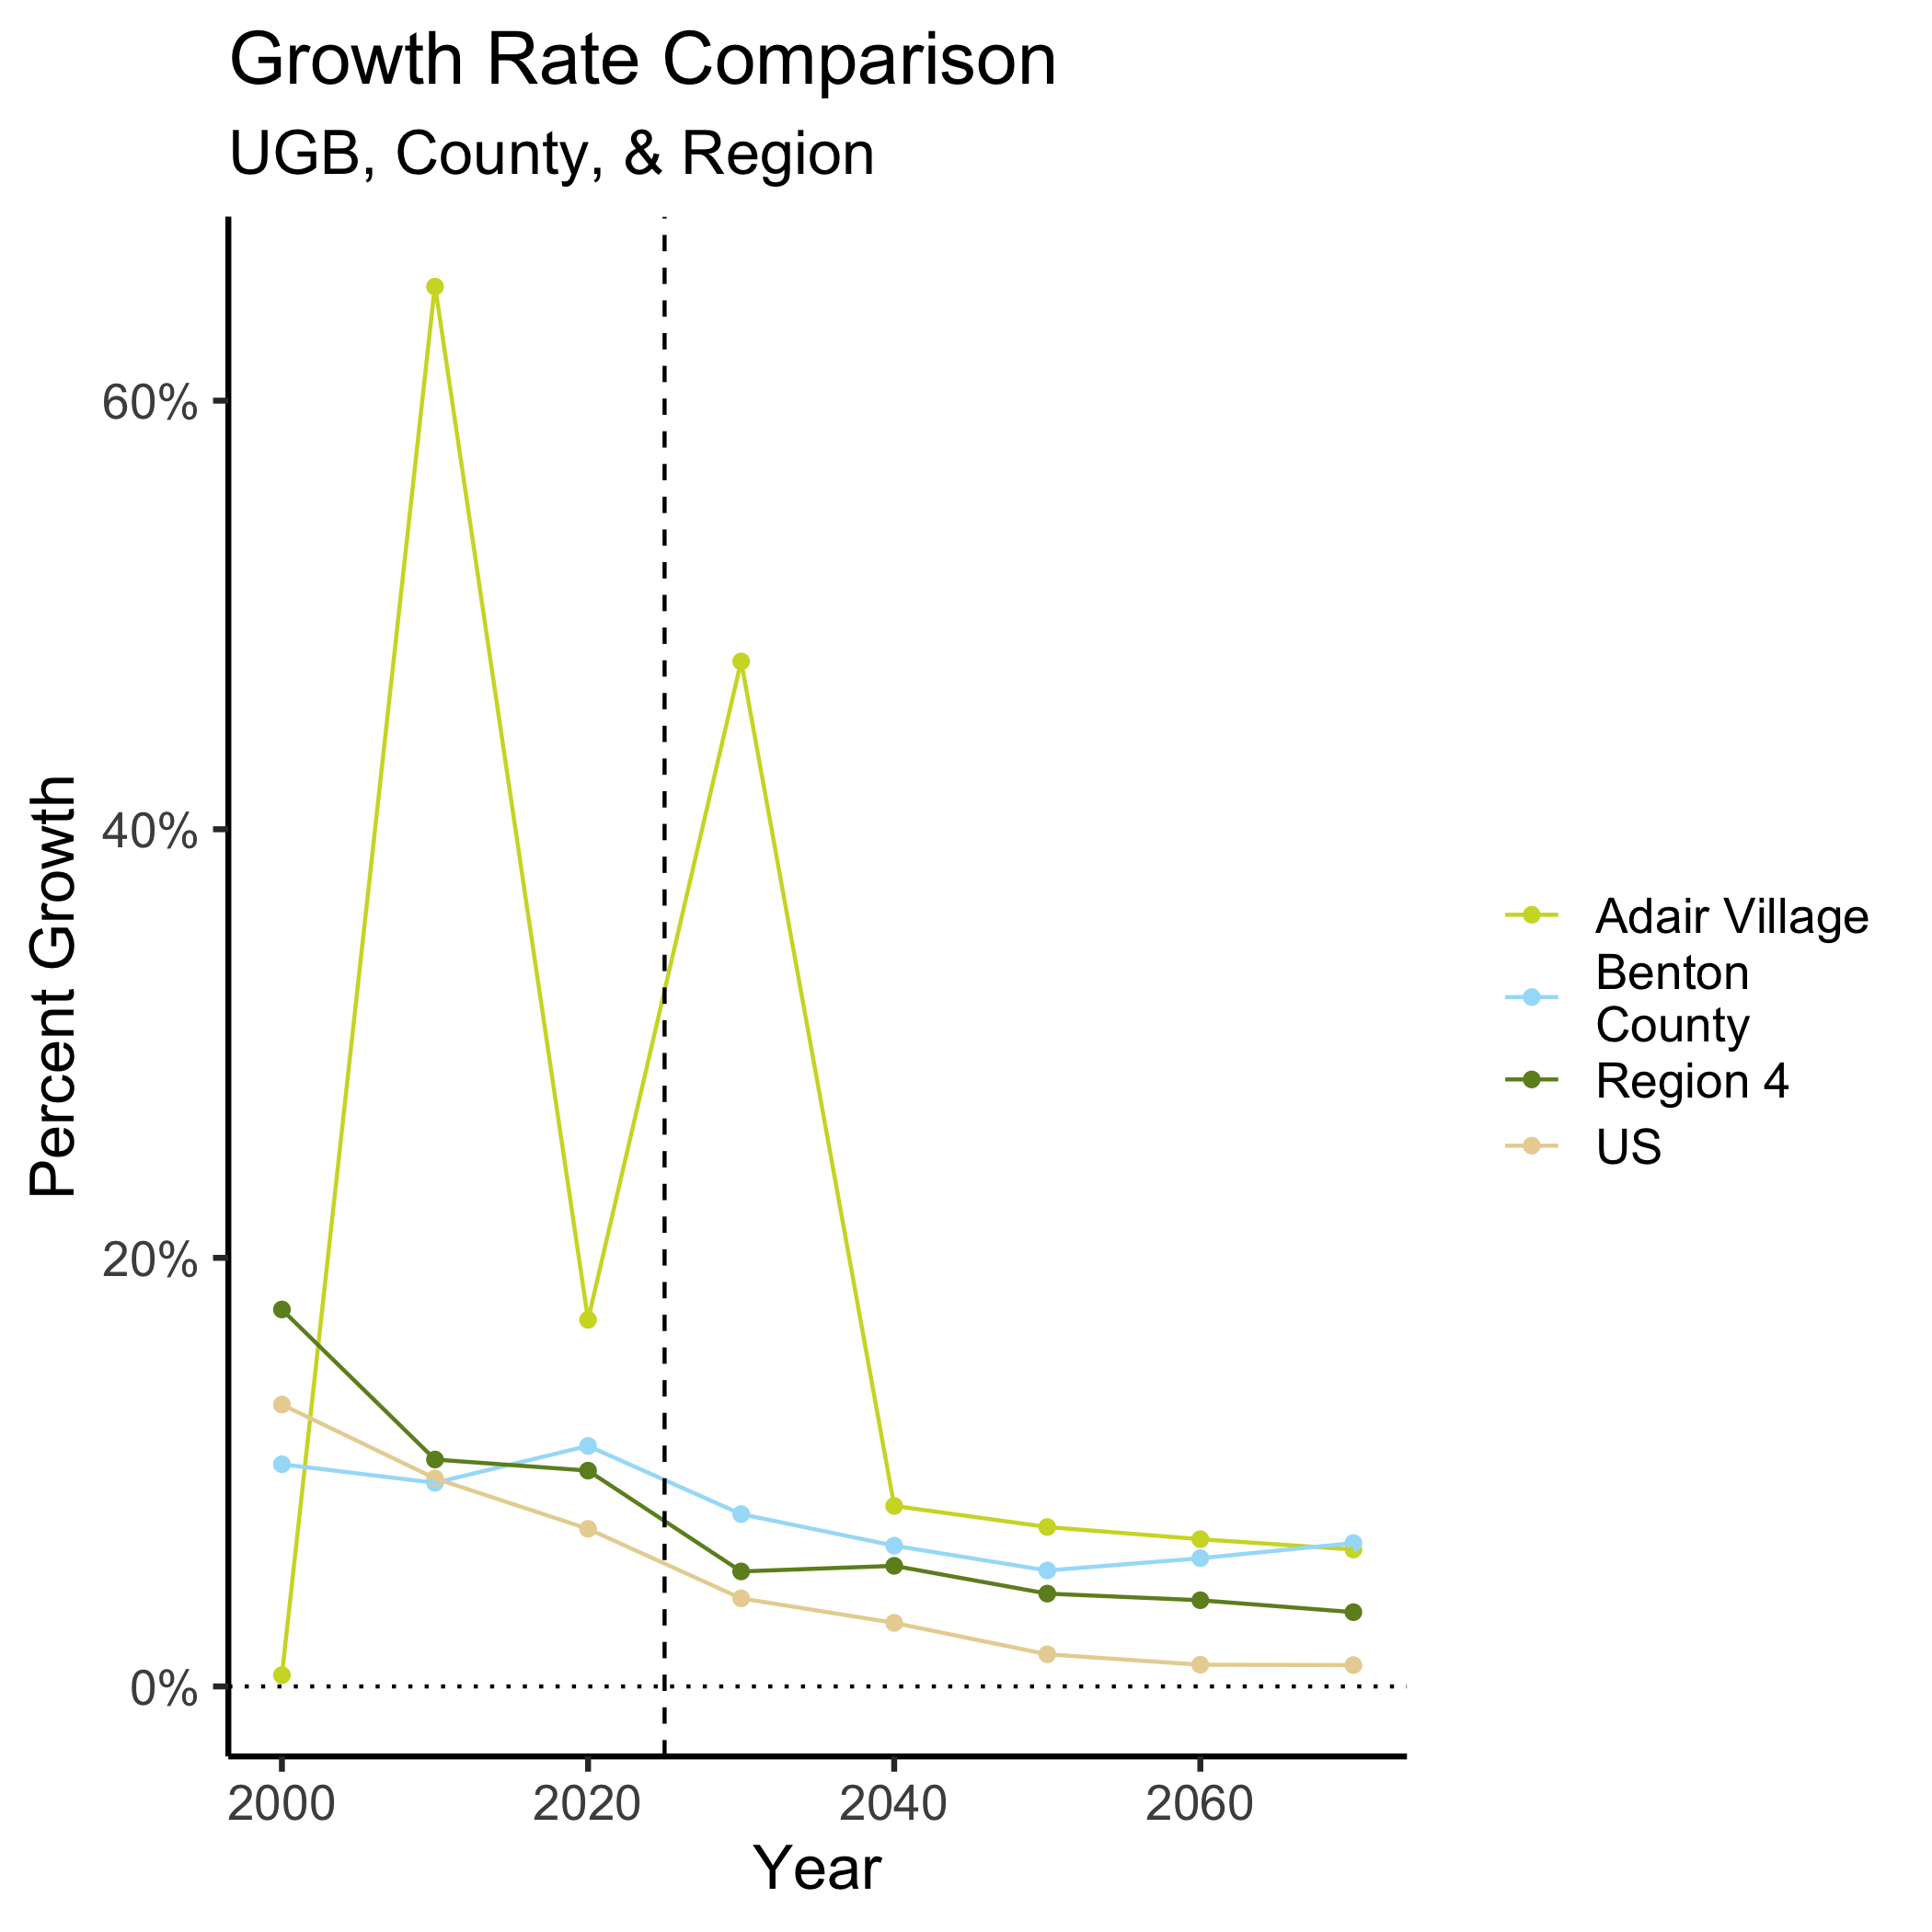 Growth Rate Comparison
UGB, County, & Region
Percent Growth
60%
40%
20%
0%
2000
2020
2040
2060
Year
Adair Village
Benton
County
Region 4
US